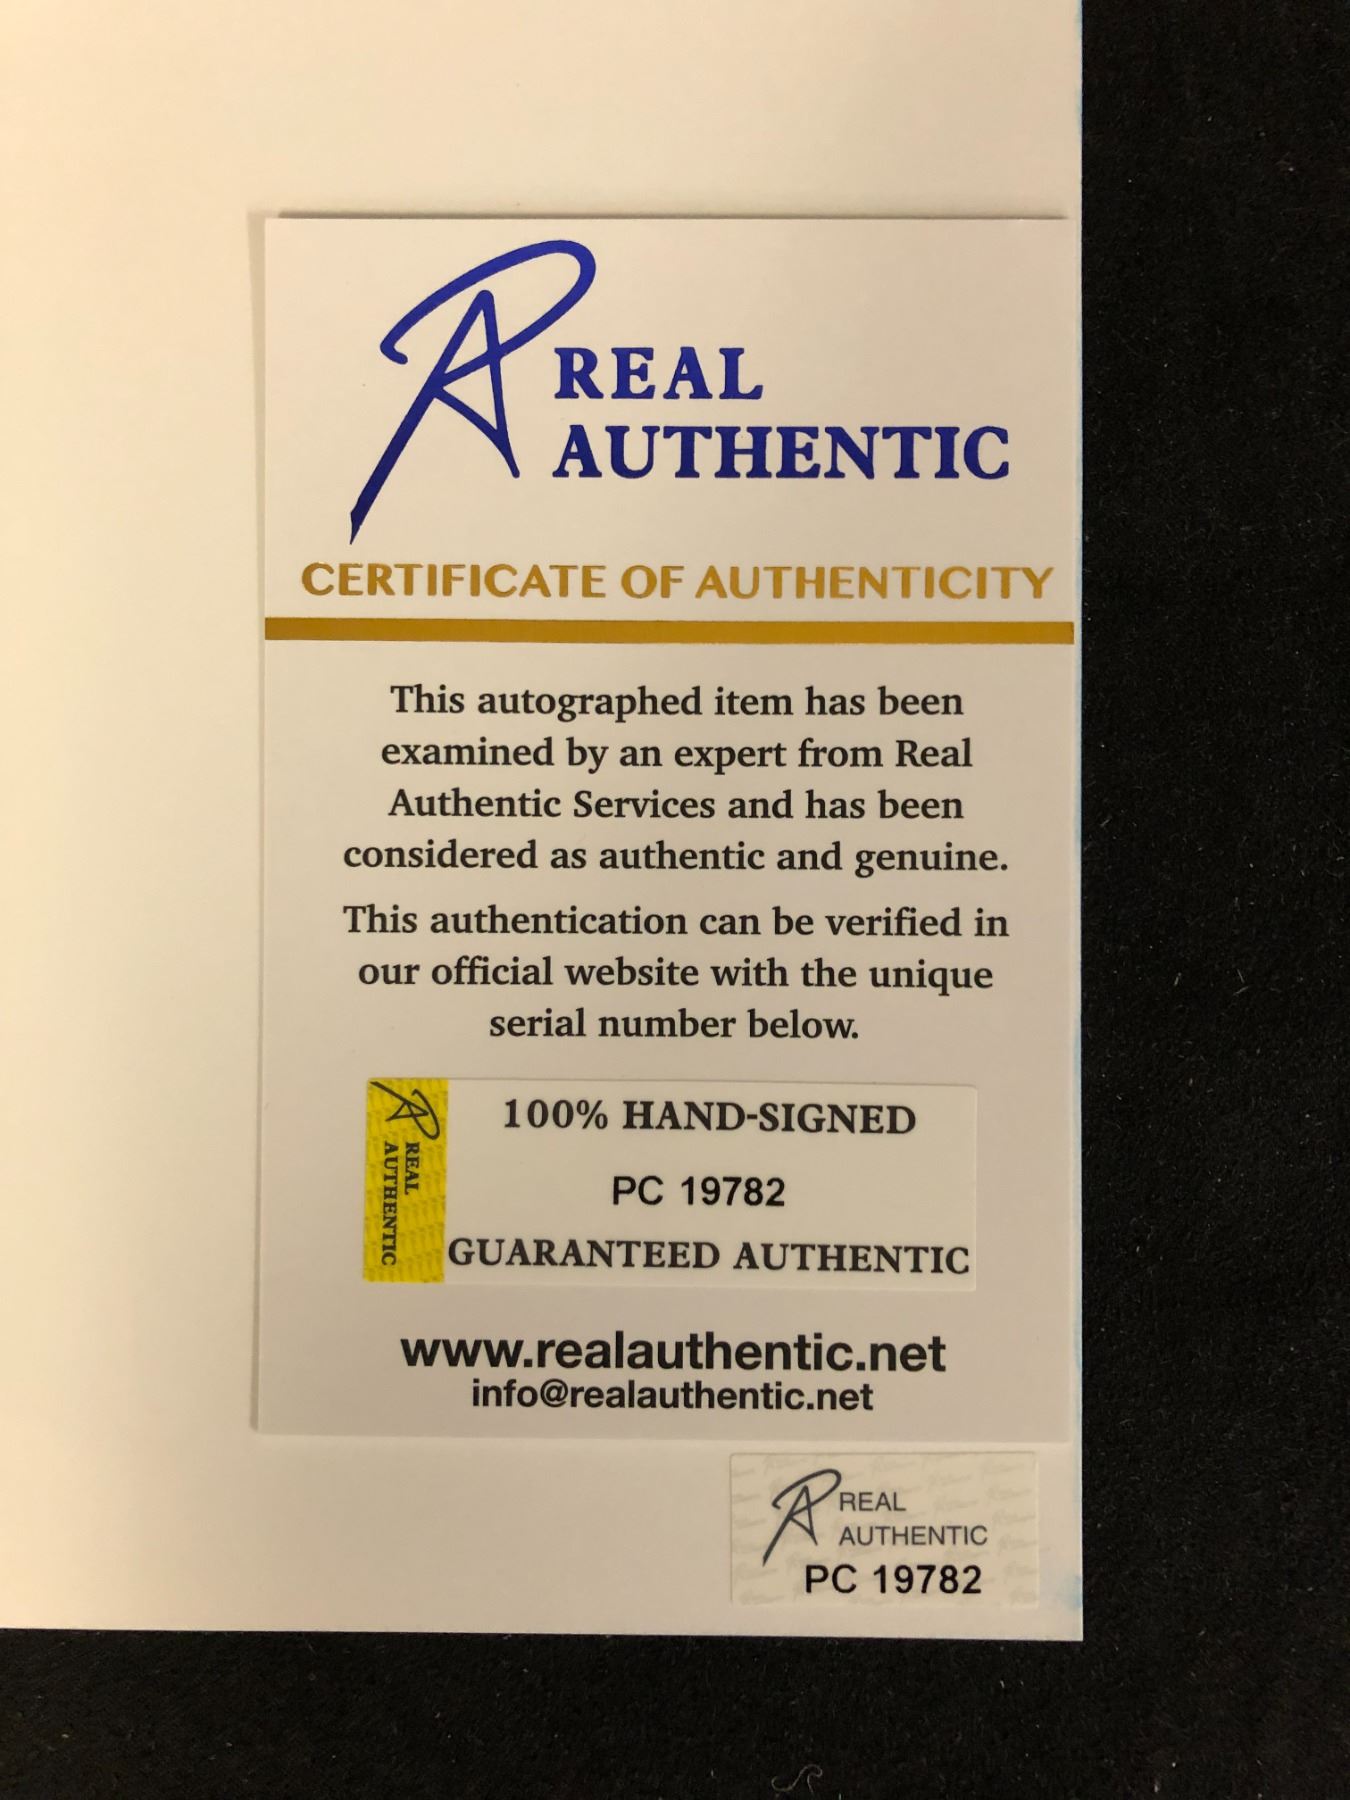 REAL
AUTHENTIC
CERTIFICATE OF AUTHENTICITY
This autographed item has been
examined by an expert from Real
Authentic Services and has been
considered as authentic and genuine.
This authentication can be verified in
our official website with the unique
serial number below.
REAL
AUTHENTIC
100% HAND-SIGNED
PC 19782
GUARANTEED AUTHENTIC
www.realauthentic.net
info@realauthentic.net
REAL
AUTHENTIC
PC 19782